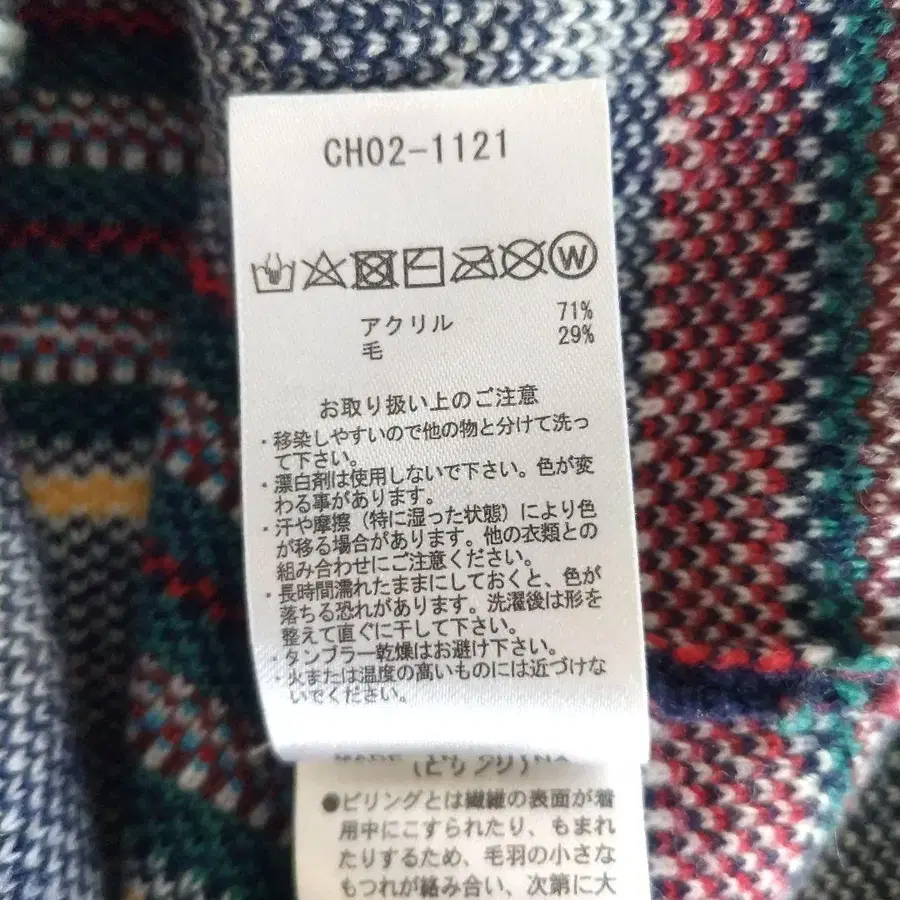 CH02-1121
W
アクリル 71%
毛 29%
お取り扱い上のご注意
・移染しやすいので他の物と分けて洗っ
て下さい。
・漂白剤は使用しないで下さい。色が変
わる事があります。
・汗や摩擦（特に湿った状態）により色
が移る場合があります。他の衣類との
組み合わせにご注意ください。
・長時間濡れたままにしておくと、色が
落ちる恐れがあります。洗濯後は形を
整えて直ぐに干して下さい。
・タンブラー乾燥はお避け下さい。
・火または温度の高いものには近づけな
いでください。
●ピリングとは繊維の表面が着
用中にこすられたり、もまれ
たりするため、毛羽の小さな
もつれが絡み合い、次第に大